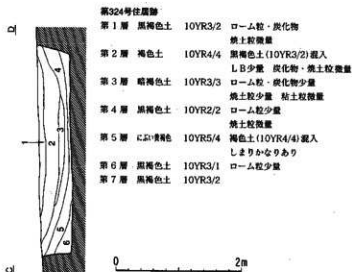 第324号住居跡
第1層 黒褐色土 10YR3/2 ローム粒・炭化物
焼土粒微量
第2層 褐色土 10YR4/4 黒褐色土(10YR3/2)混入
LB少量 炭化物・焼土粒微量
第3層 暗褐色土 10YR3/3 ローム粒・炭化物少量
焼土粒少量 粘土粒微量
第4層 黒褐色土 10YR2/2 ローム粒少量
焼土粒微量
第5層 にぶい黄褐色 10YR5/4 褐色土(10YR4/4)混入
しまりかなりあり
第6層 黒褐色土 10YR3/1 ローム粒少量
第7層 黒褐色土 10YR3/2
D
4
1
2
3
5
6
C
0 2m